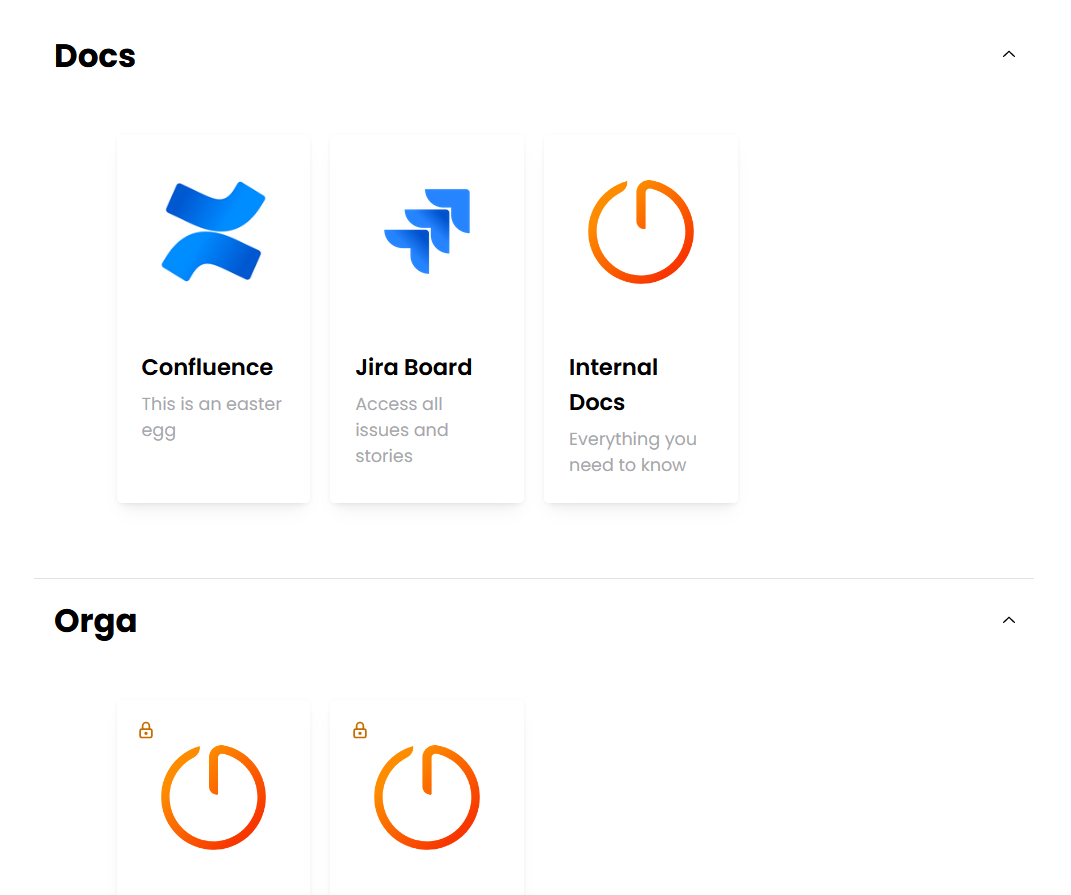 Docs
Confluence
This is an easter
egg
Jira Board
Access all
issues and
stories
Internal
Docs
Everything you
need to know
Orga